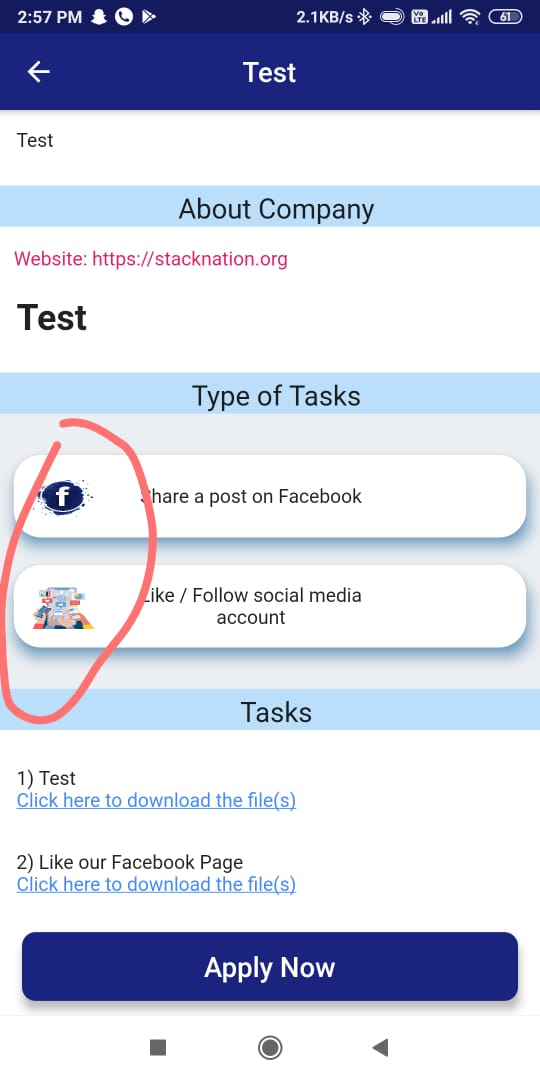 2:57 PM
2.1KB/s
Vo
LTE
61
Test
Test
About Company
Website: https://stacknation.org
Test
Type of Tasks
f
Share a post on Facebook
Like / Follow social media
account
Tasks
1) Test
Click here to download the file(s)
2) Like our Facebook Page
Click here to download the file(s)
Apply Now